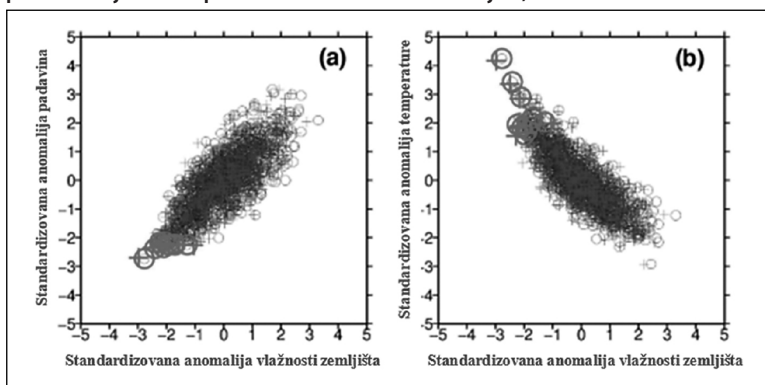 (a)
5
4
3
2
1
0
−1
−2
−3
−4
−5
−5 −4 −3 −2 −1 0 1 2 3 4 5
Standardizovana anomalija padavina
Standardizovana anomalija vlažnosti zemljišta
(b)
5
4
3
2
1
0
-1
-2
-3
-4
-5
−5 −4 −3 −2 −1 0 1 2 3 4 5
Standardizovana anomalija temperature
Standardizovana anomalija vlažnosti zemljišta